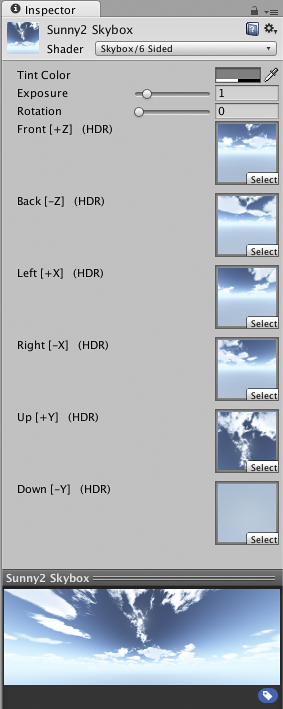 Inspector
Sunny2 Skybox
Shader Skybox/6 Sided
Tint Color
Exposure 1
Rotation 0
Front [+Z] (HDR)
Select
Back [-Z] (HDR)
Select
Left [+X] (HDR)
Select
Right [-X] (HDR)
Select
Up [+Y] (HDR)
Select
Down [-Y] (HDR)
Select
Sunny2 Skybox